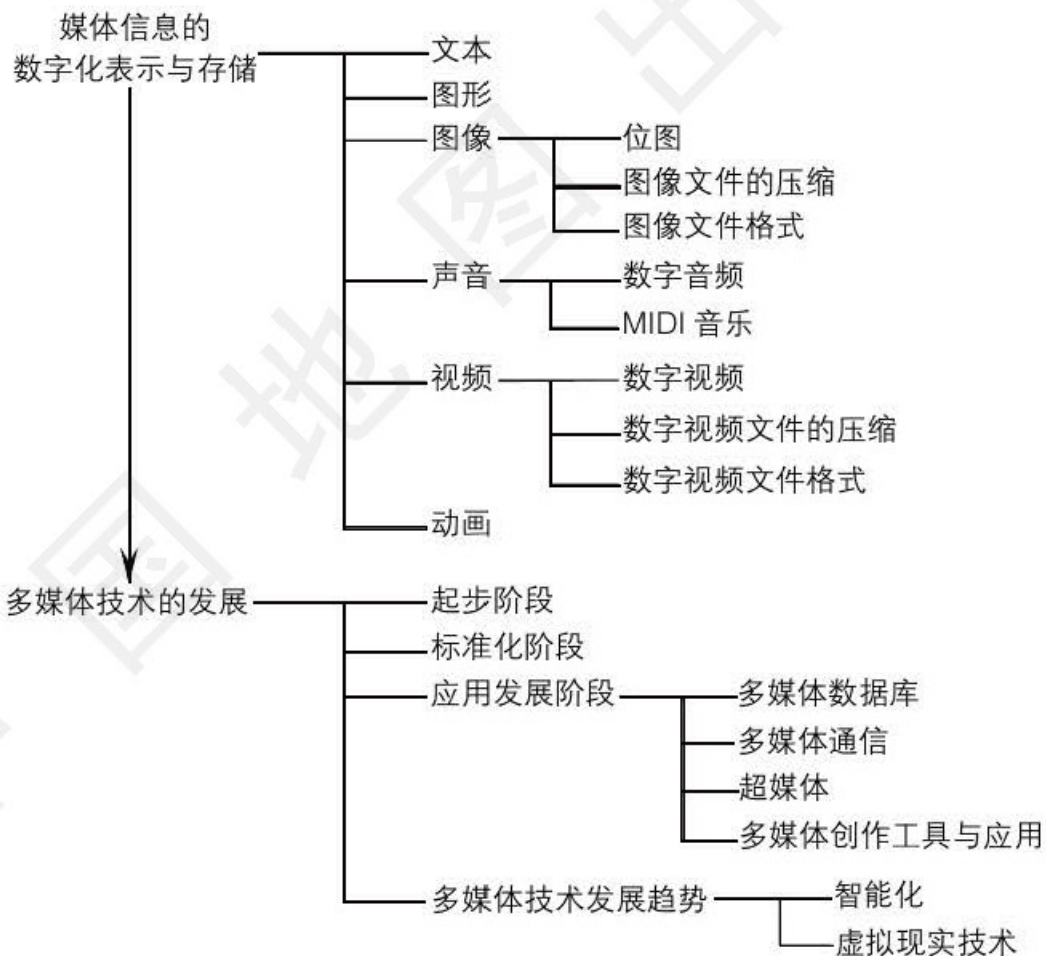 媒体信息的
数字化表示与存储
文本
图形
图像
位图
图像文件的压缩
图像文件格式
声音
数字音频
MIDI 音乐
视频
数字视频
数字视频文件的压缩
数字视频文件格式
动画
多媒体技术的发展
起步阶段
标准化阶段
应用发展阶段
多媒体数据库
多媒体通信
超媒体
多媒体创作工具与应用
多媒体技术发展趋势
智能化
虚拟现实技术
国地图出